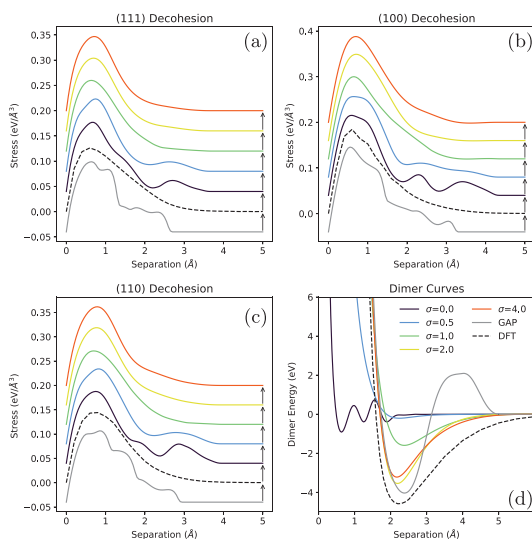 (111) Decohesion
(a)
0.35
0.30
0.25
0.20
0.15
0.10
0.05
0.00
−0.05
Stress (eV/Å³)
0 1 2 3 4 5
Separation (Å)
(100) Decohesion
(b)
0.4
0.3
0.2
0.1
0.0
Stress (eV/Å³)
0 1 2 3 4 5
Separation (Å)
(110) Decohesion
(c)
0.35
0.30
0.25
0.20
0.15
0.10
0.05
0.00
−0.05
Stress (eV/Å³)
0 1 2 3 4 5
Separation (Å)
Dimer Curves
σ=0,0
σ=0.5
σ=1,0
σ=2.0
σ=4,0
GAP
DFT
6
4
2
0
−2
−4
Dimer Energy (eV)
(d)
0 1 2 3 4 5
Separation (Å)